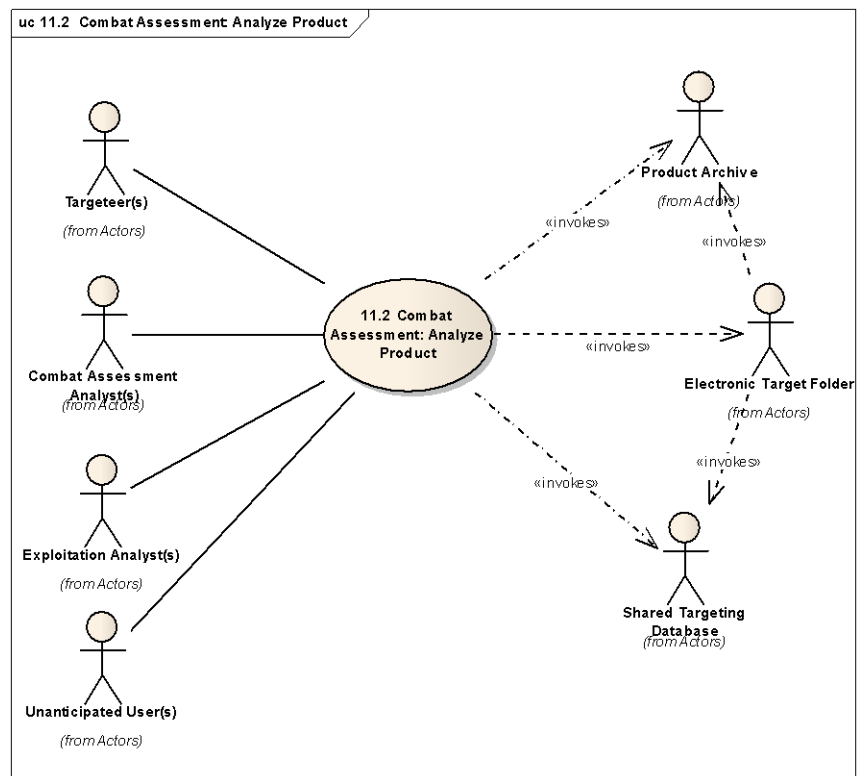 uc 11.2 Combat Assessment: Analyze Product
Targeteer(s)
(from Actors)
Combat Assessment
Analyst(s)
(from Actors)
Exploitation Analyst(s)
(from Actors)
Unanticipated User(s)
(from Actors)
11.2 Combat
Assessment: Analyze
Product
«invokes»
«invokes»
«invokes»
Product Archive
(from Actors)
«invokes»
Electronic Target Folder
(from Actors)
«invokes»
Shared Targeting
Database
(from Actors)